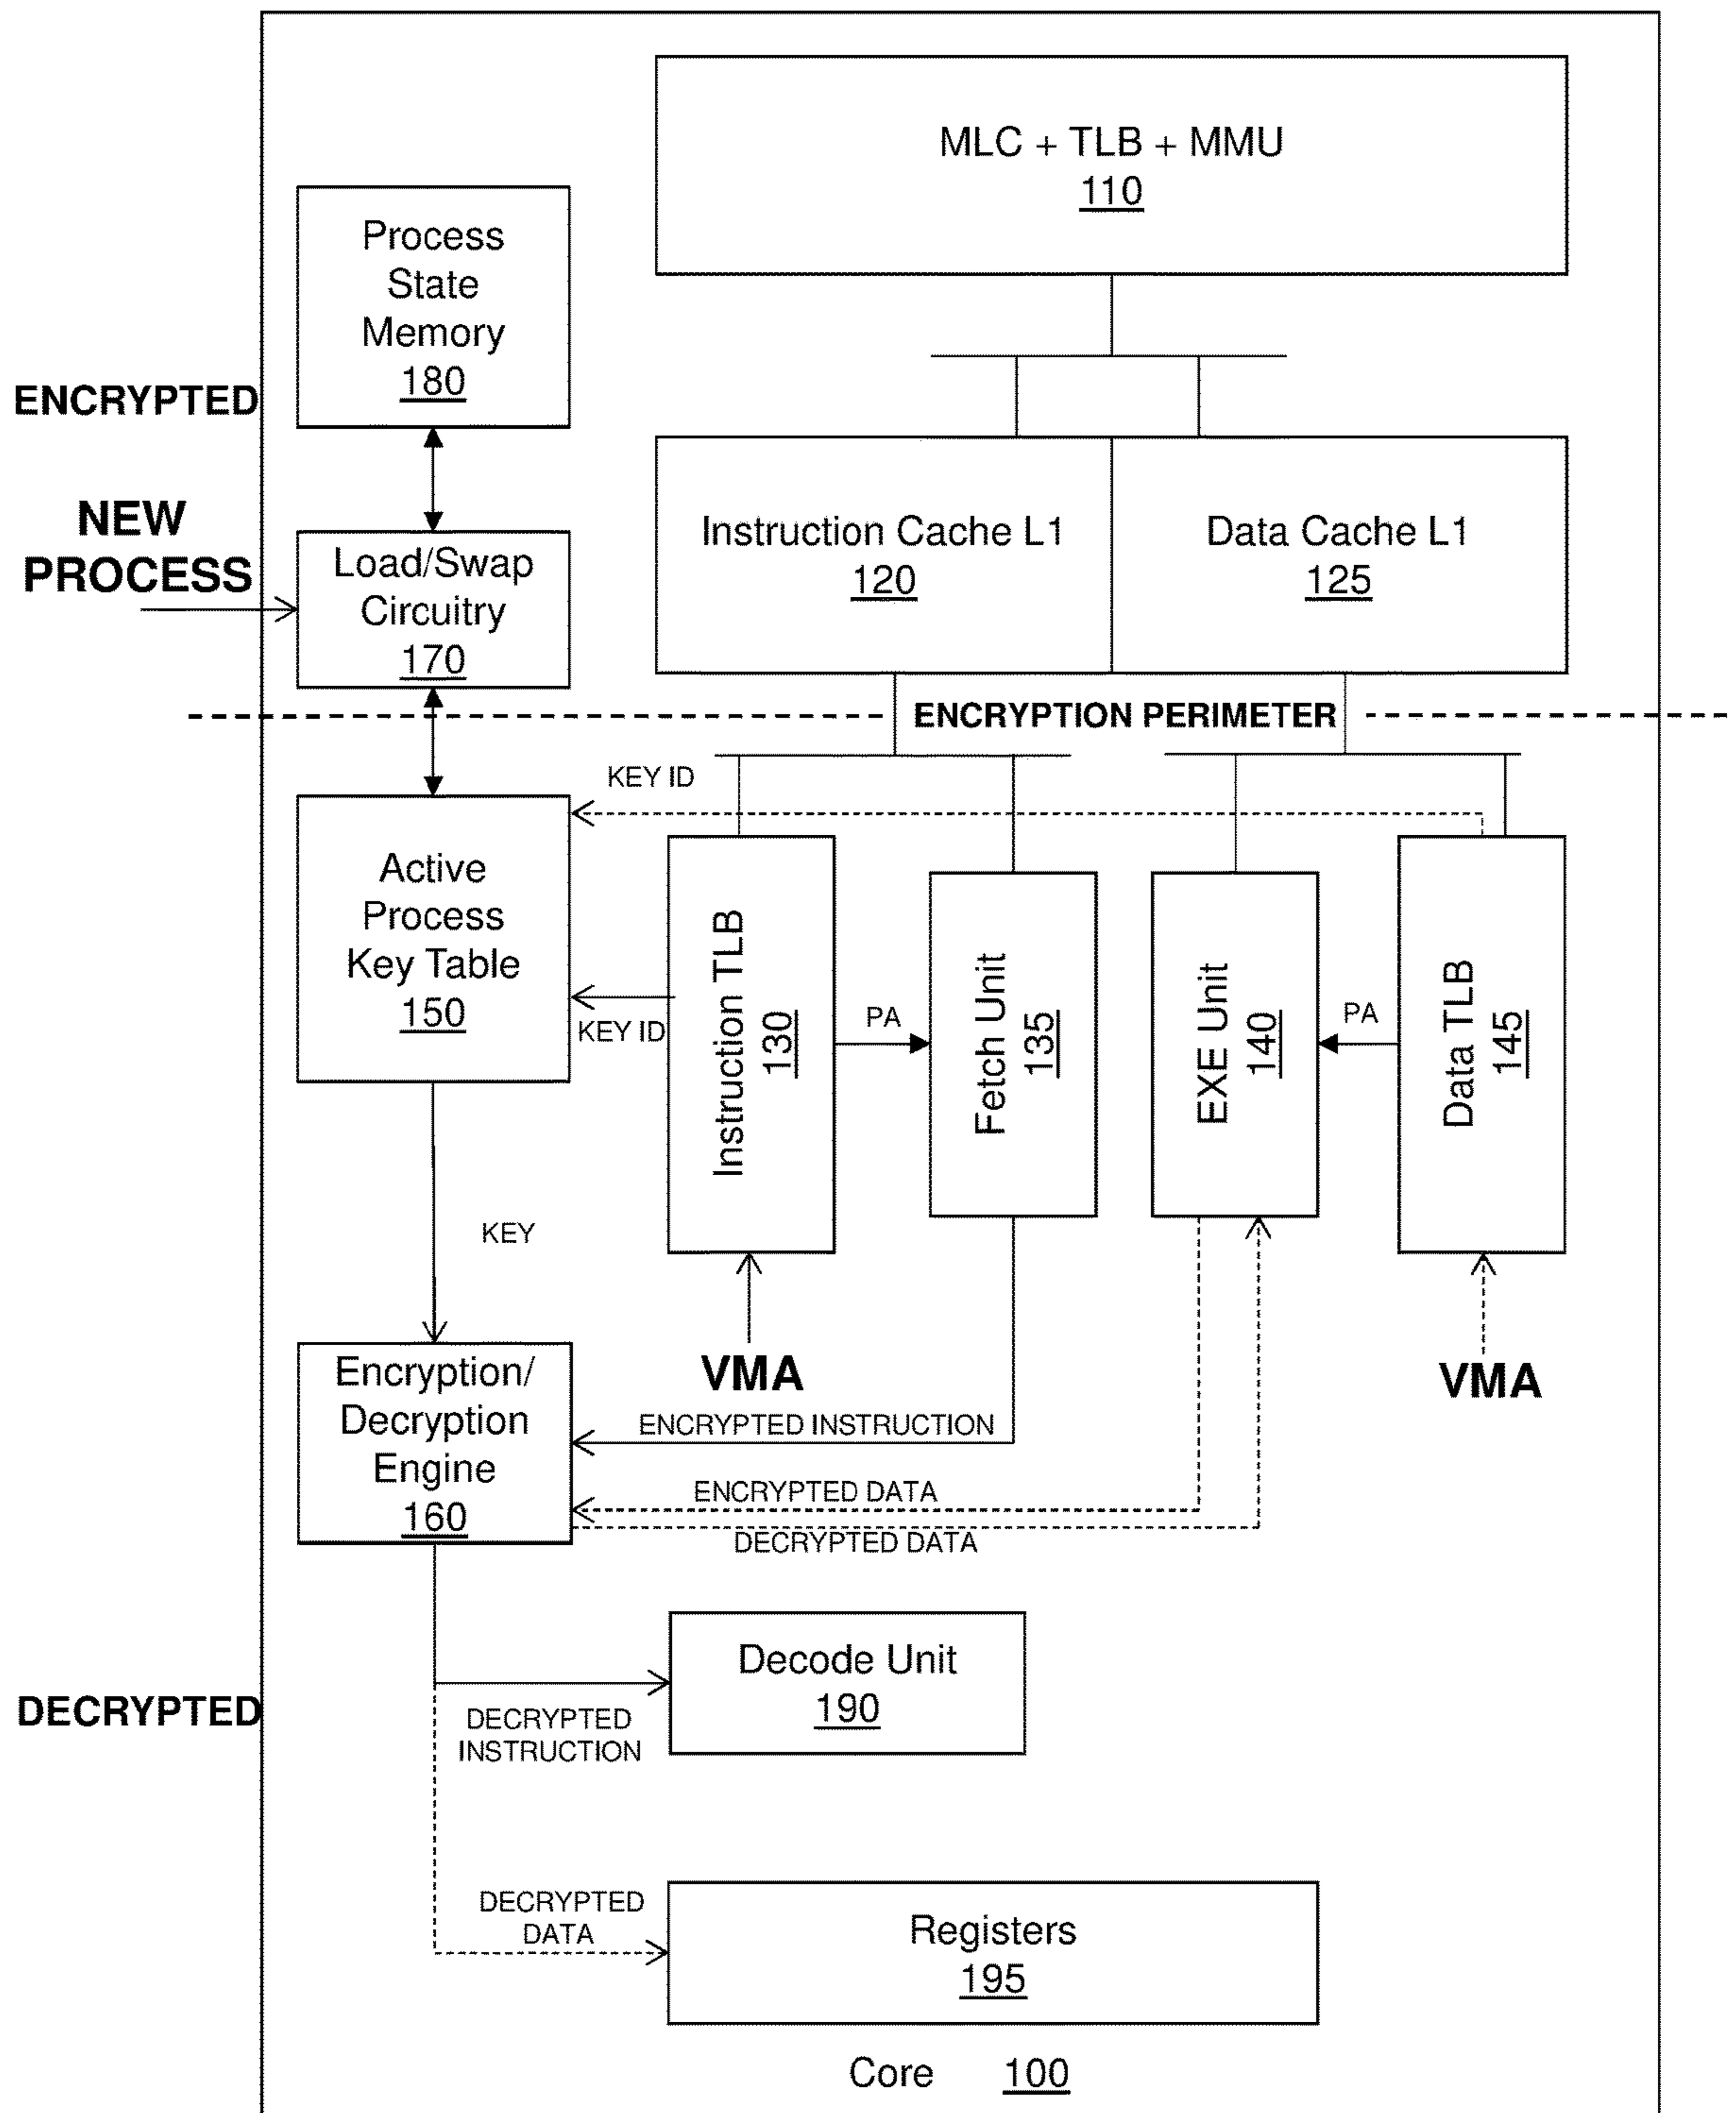 MLC + TLB + MMU
110
Process
State
Memory
180
ENCRYPTED
NEW
PROCESS
Load/Swap
Circuitry
170
Instruction Cache L1
120
Data Cache L1
125
ENCRYPTION PERIMETER
KEY ID
Active
Process
Key Table
150
KEY ID
Instruction TLB
130
PA
Fetch Unit
135
EXE Unit
140
PA
Data TLB
145
KEY
VMA
VMA
Encryption/
Decryption
Engine
160
ENCRYPTED INSTRUCTION
ENCRYPTED DATA
DECRYPTED DATA
Decode Unit
190
DECRYPTED
DECRYPTED
INSTRUCTION
DECRYPTED
DATA
Registers
195
Core 100